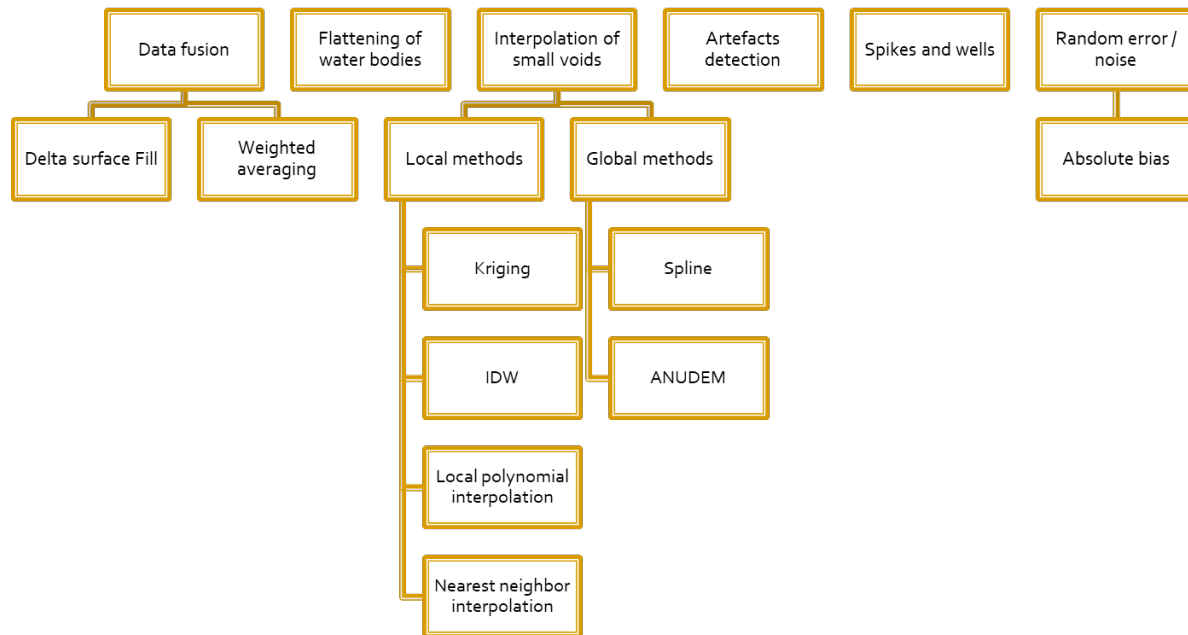 Data fusion
Flattening of
water bodies
Interpolation of
small voids
Artefacts
detection
Spikes and wells
Random error /
noise
Delta surface Fill
Weighted
averaging
Local methods
Global methods
Absolute bias
Kriging
Spline
IDW
ANUDEM
Local polynomial
interpolation
Nearest neighbor
interpolation